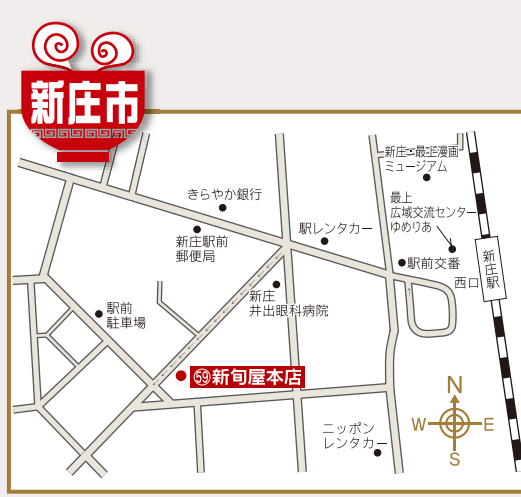 新庄市
新庄・最上漫画
ミュージアム
きらやか銀行
最上
広域交流センター
ゆめりあ
新庄駅前
郵便局
駅レンタカー
新庄駅
駅前交番
西口
新庄
井出眼科病院
駅前
駐車場
59新旬屋本店
N
W
E
S
ニッポン
レンタカー